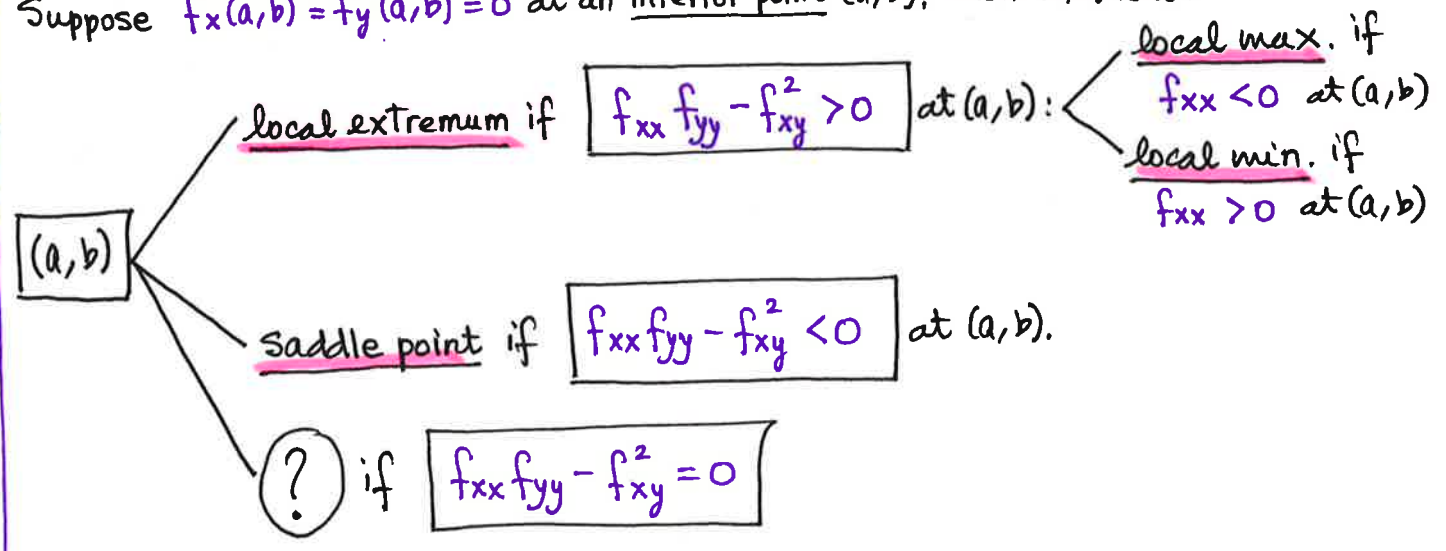 Suppose fx(a,b) = fy(a,b) = 0 at an interior point (a,b).
local max. if
fxx <0 at (a,b)
local extremum if fxx fyy - fxy² >0 at (a,b):
local min. if
fxx >0 at (a,b)
(a,b)
saddle point if fxx fyy - fxy² <0 at (a,b).
? if fxx fyy - fxy² = 0